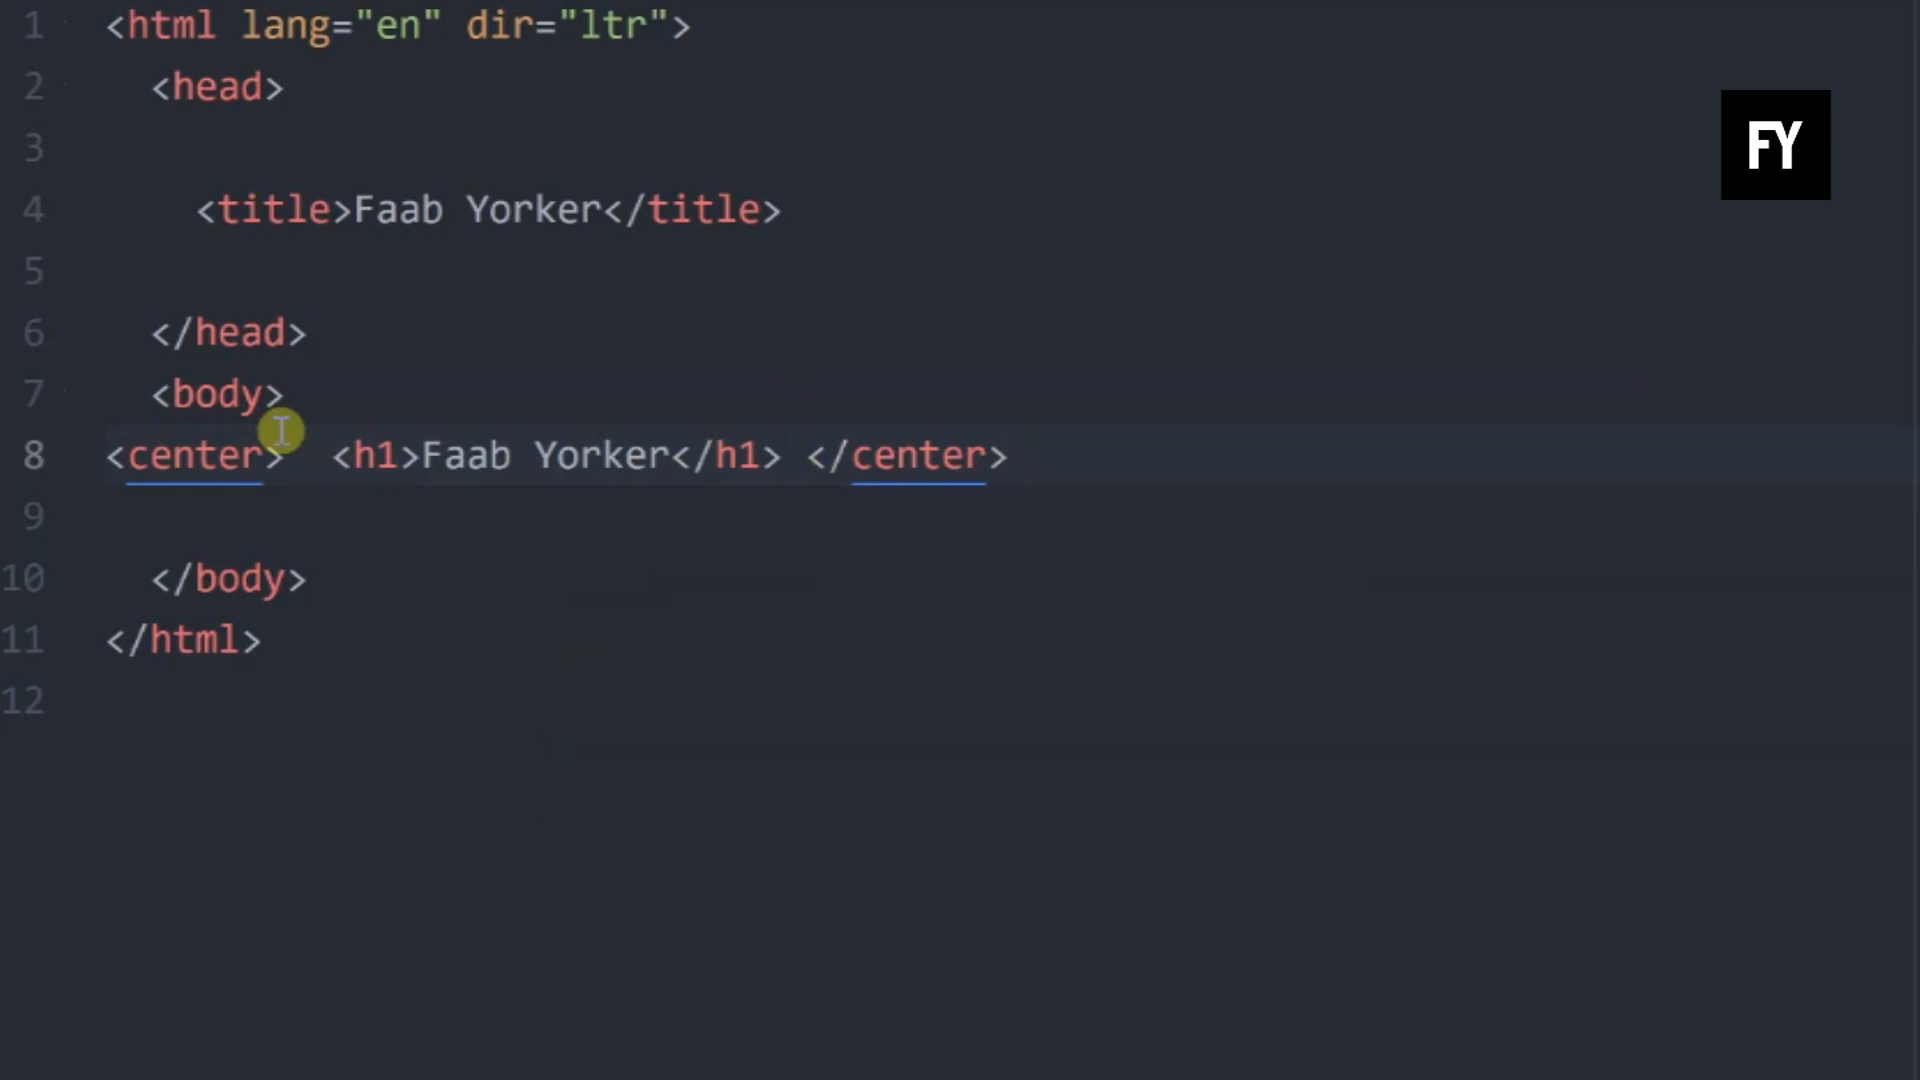 1 <html lang="en" dir="ltr">
2 <head>
FY
3
4 <title>Faab Yorker</title>
5
6 </head>
7 <body>
8 <center> <h1>Faab Yorker</h1> </center>
9
10 </body>
11 </html>
12